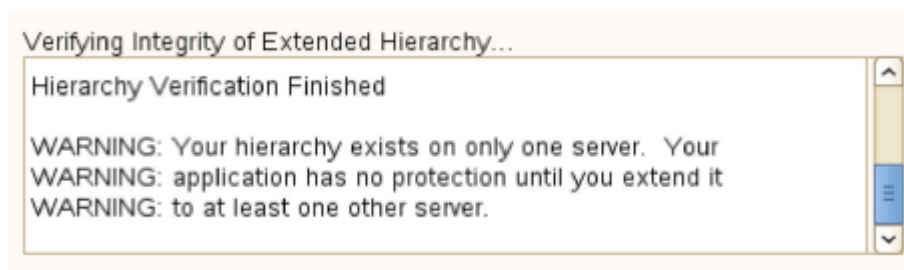 Verifying Integrity of Extended Hierarchy...
Hierarchy Verification Finished
WARNING: Your hierarchy exists on only one server.  Your
WARNING: application has no protection until you extend it
WARNING: to at least one other server.